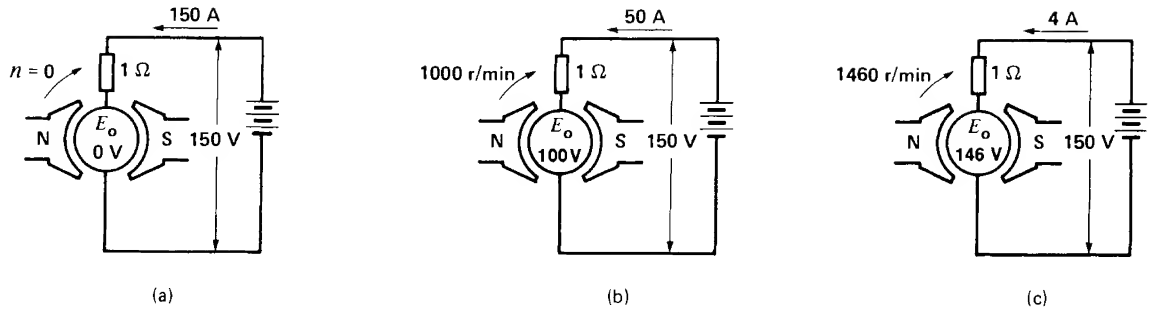 150 A
n = 0
1 Ω
N
E₀
0 V
S
150 V
(a)
50 A
1000 r/min
1 Ω
N
E₀
100 V
S
150 V
(b)
4 A
1460 r/min
1 Ω
N
E₀
146 V
S
150 V
(c)